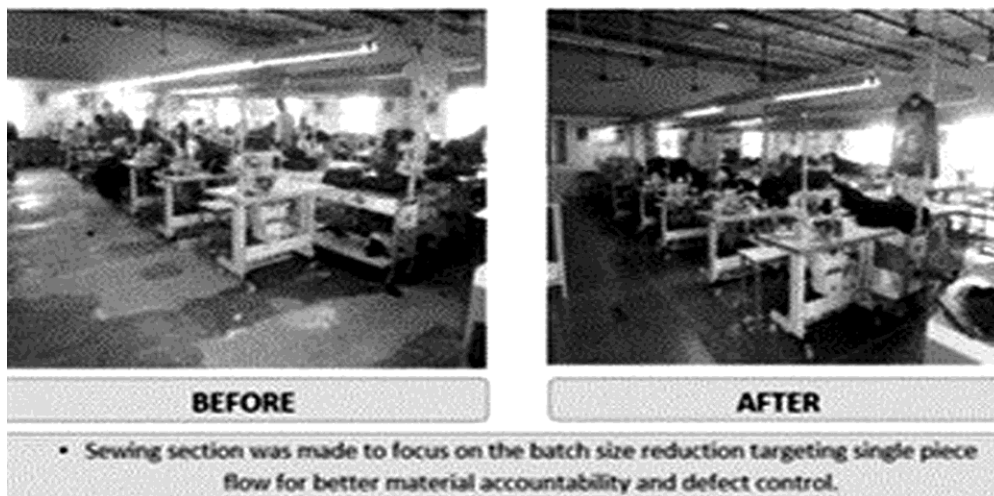 BEFORE
AFTER
• Sewing section was made to focus on the batch size reduction targeting single piece
flow for better material accountability and defect control.